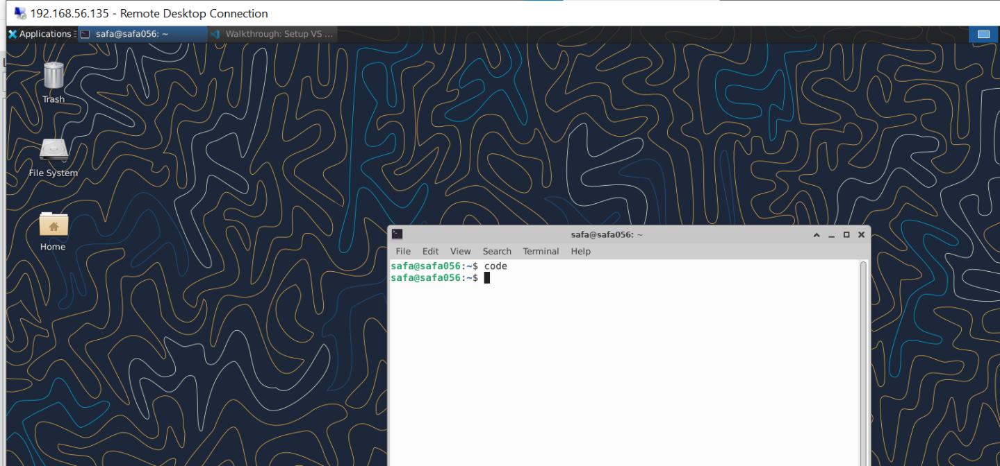 192.168.56.135 - Remote Desktop Connection
Applications safa@safa056: ~ Walkthrough: Setup VS ...
Trash
File System
Home
safa@safa056: ~
File Edit View Search Terminal Help
safa@safa056:~$ code
safa@safa056:~$